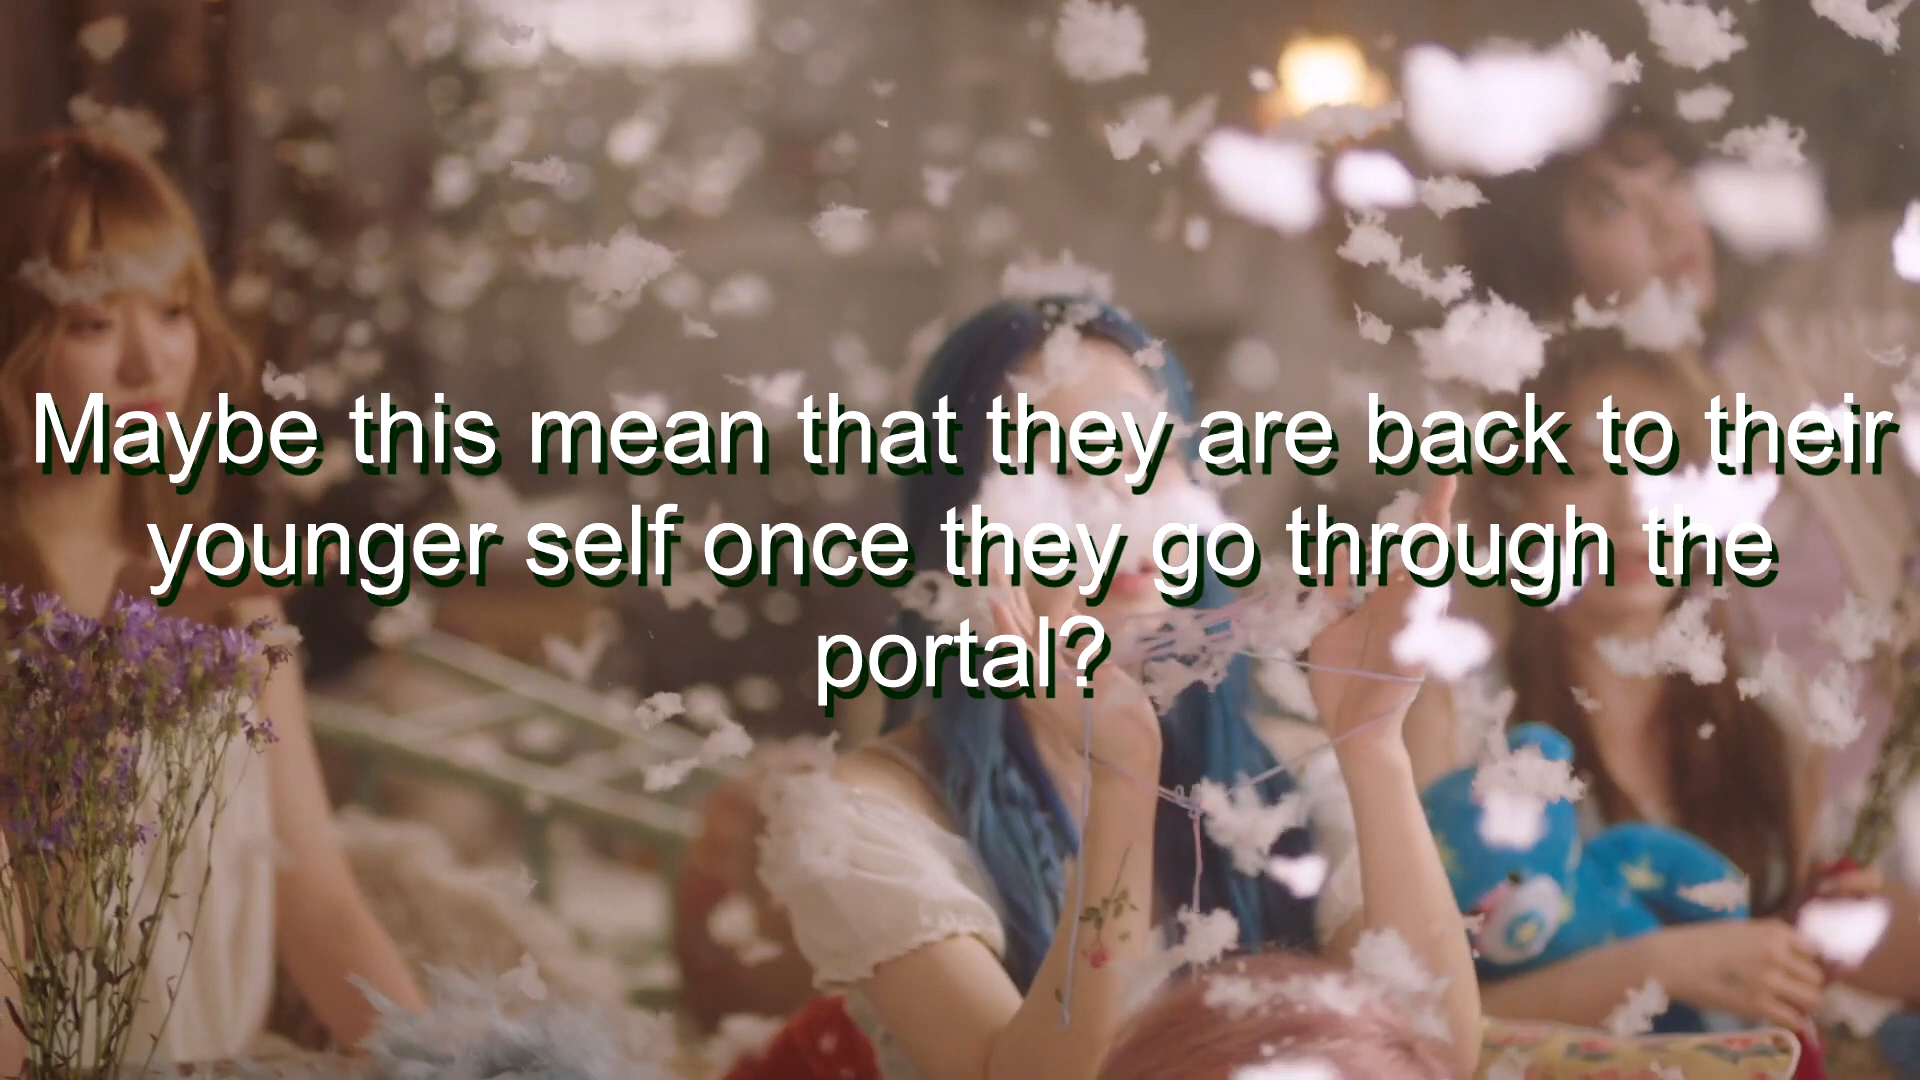 Maybe this mean that they are back to their
younger self once they go through the
portal?